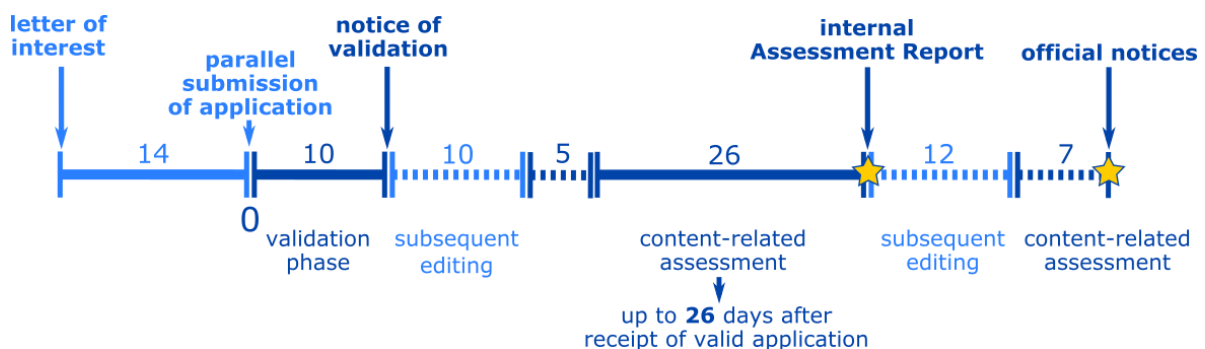 letter of
interest
parallel
submission
of application
notice of
validation
internal
Assessment Report
official notices
14
10
10
5
26
12
7
0
validation
phase
subsequent
editing
content-related
assessment
subsequent
editing
content-related
assessment
up to 26 days after
receipt of valid application